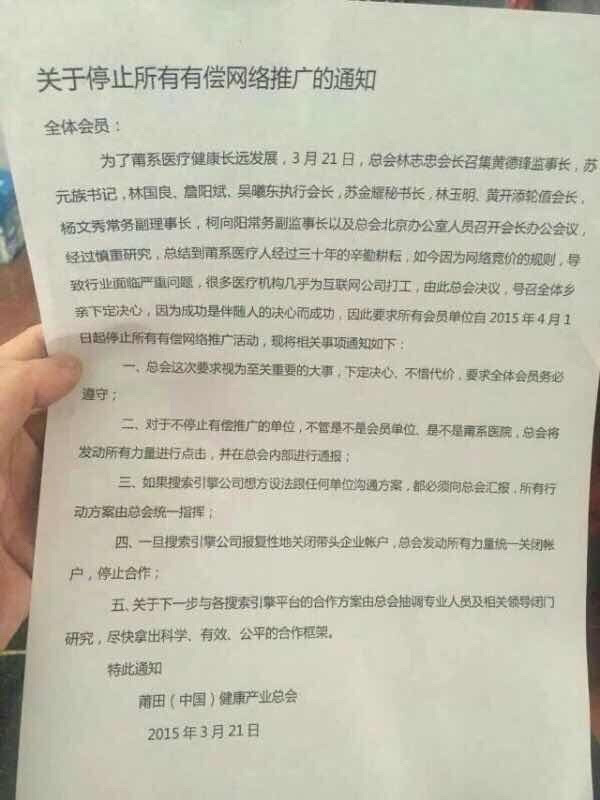 关于停止所有有偿网络推广的通知
全体会员：
为了莆系医疗健康长远发展，3月21日，总会林志忠会长召集黄德锋监事长，苏
元族书记，林国良、詹阳斌、吴曦东执行会长，苏金耀秘书长，林玉明、黄开添轮值会长，
杨文秀常务副理事长，柯向阳常务副监事长以及总会北京办公室人员召开会长办公会议，
经过慎重研究，总结到莆系医疗人经过三十年的辛勤耕耘，如今因为网络竞价的规则，导
致行业面临严重问题，很多医疗机构几乎为互联网公司打工，由此总会决议，号召全体乡
亲下定决心，因为成功是伴随人的决心而成功，因此要求所有会员单位自2015年4月1
日起停止所有有偿网络推广活动，现将相关事项通知如下：
一、总会这次要求视为至关重要的大事，下定决心、不惜代价，要求全体会员务必
遵守；
二、对于不停止有偿推广的单位，不管是不是会员单位、是不是莆系医院，总会将
发动所有力量进行点击，并在总会内部进行通报；
三、如果搜索引擎公司想方设法跟任何单位沟通方案，都必须向总会汇报，所有行
动方案由总会统一指挥；
四、一旦搜索引擎公司报复性地关闭带头企业帐户，总会发动所有力量统一关闭帐
户，停止合作；
五、关于下一步与各搜索引擎平台的合作方案由总会抽调专业人员及相关领导闭门
研究，尽快拿出科学、有效、公平的合作框架。
特此通知
莆田（中国）健康产业总会
2015年3月21日